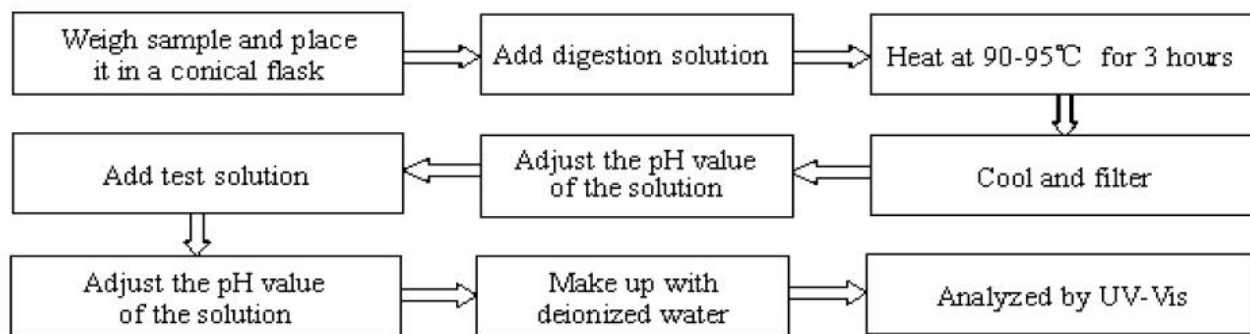 Weigh sample and place
it in a conical flask
Add digestion solution
Heat at 90-95℃ for 3 hours
Cool and filter
Adjust the pH value
of the solution
Add test solution
Adjust the pH value
of the solution
Make up with
deionized water
Analyzed by UV-Vis